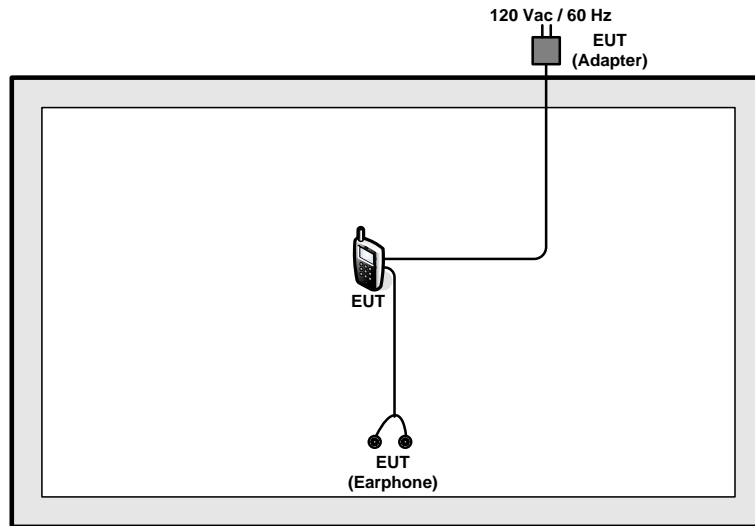 120 Vac / 60 Hz
EUT
(Adapter)
EUT
EUT
(Earphone)